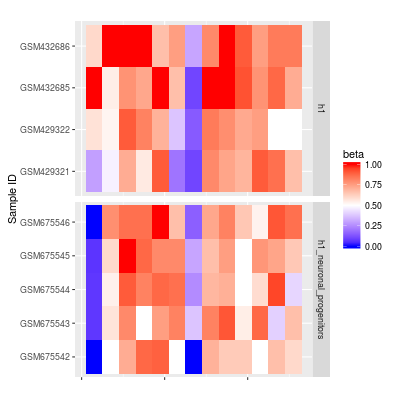 GSM432686
GSM432685
GSM429322
GSM429321
h1
GSM675546
GSM675545
GSM675544
GSM675543
GSM675542
h1_neuronal_progenitors
Sample ID
beta
1.00
0.75
0.50
0.25
0.00